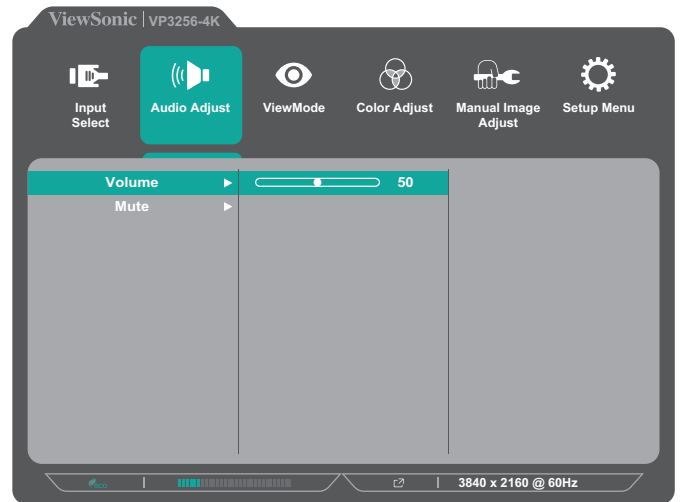 ViewSonic | VP3256-4K
Input Select
Audio Adjust
ViewMode
Color Adjust
Manual Image Adjust
Setup Menu
Volume
50
Mute
eco
3840 x 2160 @ 60Hz